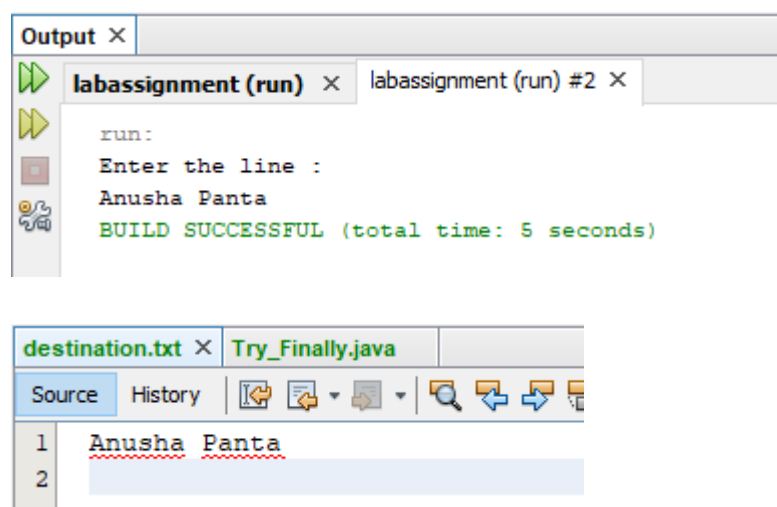 Output
labassignment (run) labassignment (run) #2
run:
Enter the line :
Anusha Panta
BUILD SUCCESSFUL (total time: 5 seconds)
destination.txt Try_Finally.java
Source History
1 Anusha Panta
2